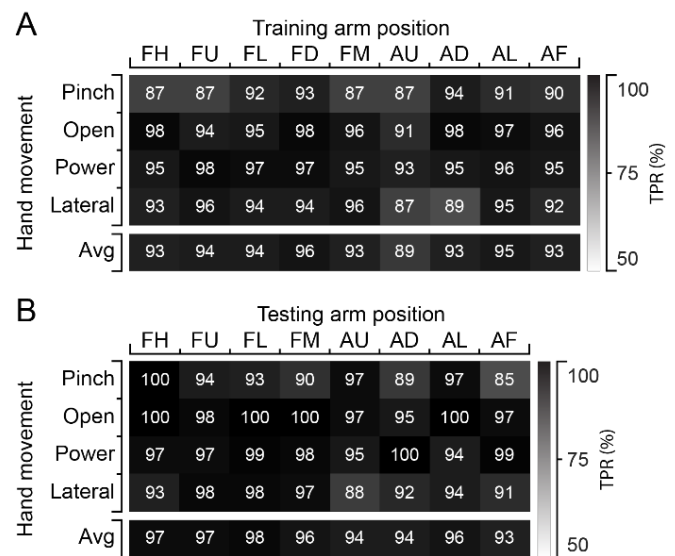 A
Training arm position
FH FU FL FD FM AU AD AL AF
Hand movement
Pinch 87 87 92 93 87 87 94 91 90
Open 98 94 95 98 96 91 98 97 96
Power 95 98 97 97 95 93 95 96 95
Lateral 93 96 94 94 96 87 89 95 92
Avg 93 94 94 96 93 89 93 95 93
100
75
50
TPR (%)
B
Testing arm position
FH FU FL FM AU AD AL AF
Hand movement
Pinch 100 94 93 90 97 89 97 85
Open 100 98 100 100 97 95 100 97
Power 97 97 99 98 95 100 94 99
Lateral 93 98 98 97 88 92 94 91
Avg 97 97 98 96 94 94 96 93
100
75
50
TPR (%)